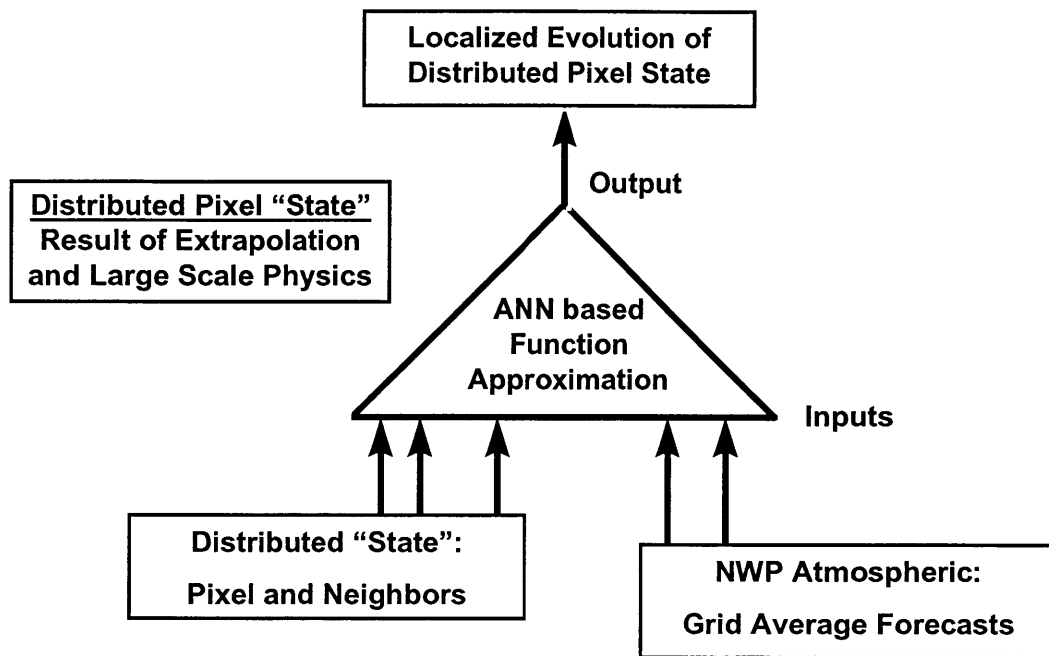 Localized Evolution of
Distributed Pixel State
Output
Distributed Pixel “State”
Result of Extrapolation
and Large Scale Physics
ANN based
Function
Approximation
Inputs
Distributed “State”:
Pixel and Neighbors
NWP Atmospheric:
Grid Average Forecasts